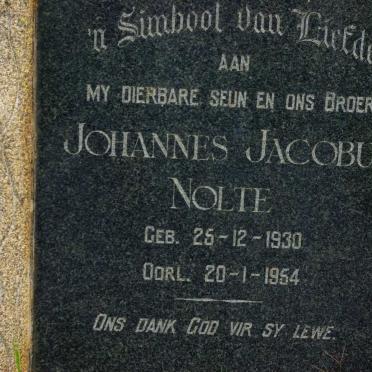 'n Simbool van Liefde
AAN
MY DIERBARE SEUN EN ONS BROER
JOHANNES JACOBU
NOLTE
GEB. 25-12-1930
OORL. 20-1-1954
ONS DANK GOD VIR SY LEWE.